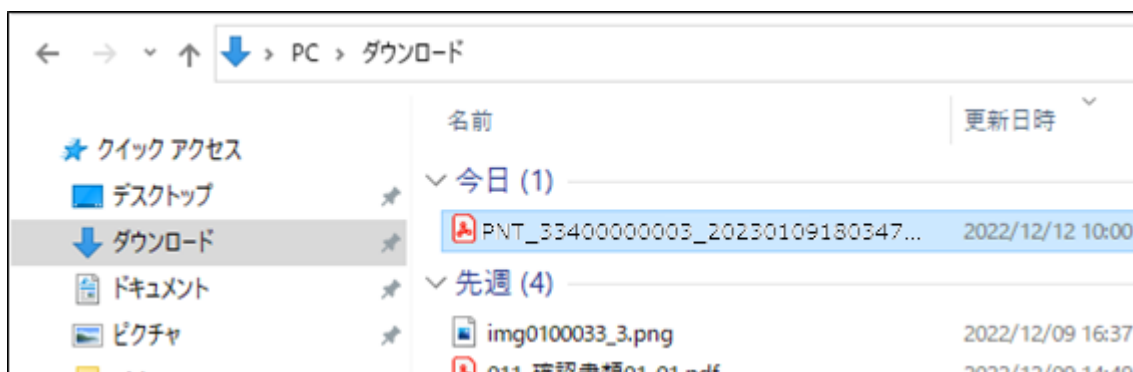 PC > ダウンロード
名前 更新日時
クイック アクセス
デスクトップ
ダウンロード
ドキュメント
ピクチャ
今日 (1)
PNT_33400000003_20230109180347... 2022/12/12 10:00
先週 (4)
img0100033_3.png 2022/12/09 16:37